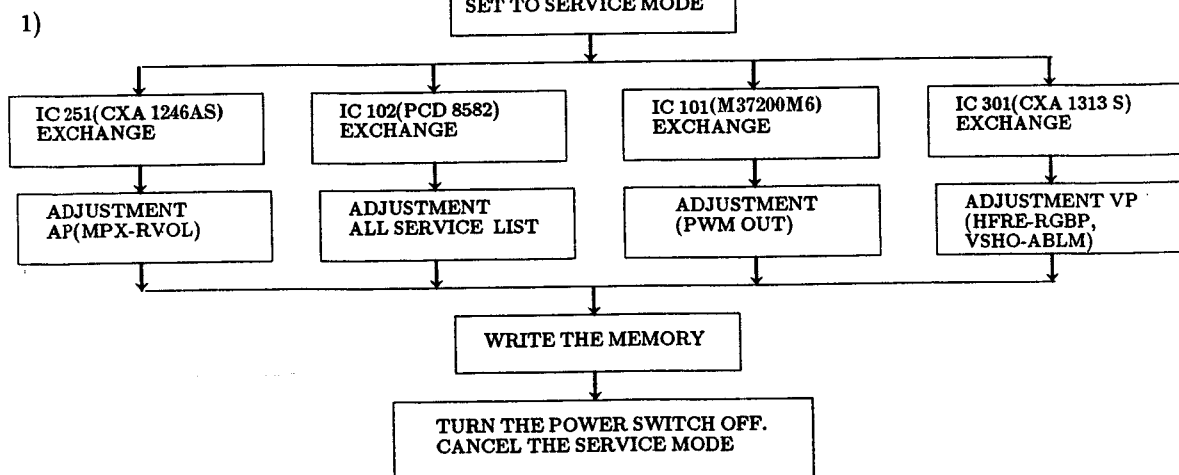 1)
SET TO SERVICE MODE
IC 251(CXA 1246AS)
EXCHANGE
IC 102(PCD 8582)
EXCHANGE
IC 101(M37200M6)
EXCHANGE
IC 301(CXA 1313 S)
EXCHANGE
ADJUSTMENT
AP(MPX-RVOL)
ADJUSTMENT
ALL SERVICE LIST
ADJUSTMENT
(PWM OUT)
ADJUSTMENT VP
(HFRE-RGBP,
VSHO-ABLM)
WRITE THE MEMORY
TURN THE POWER SWITCH OFF.
CANCEL THE SERVICE MODE